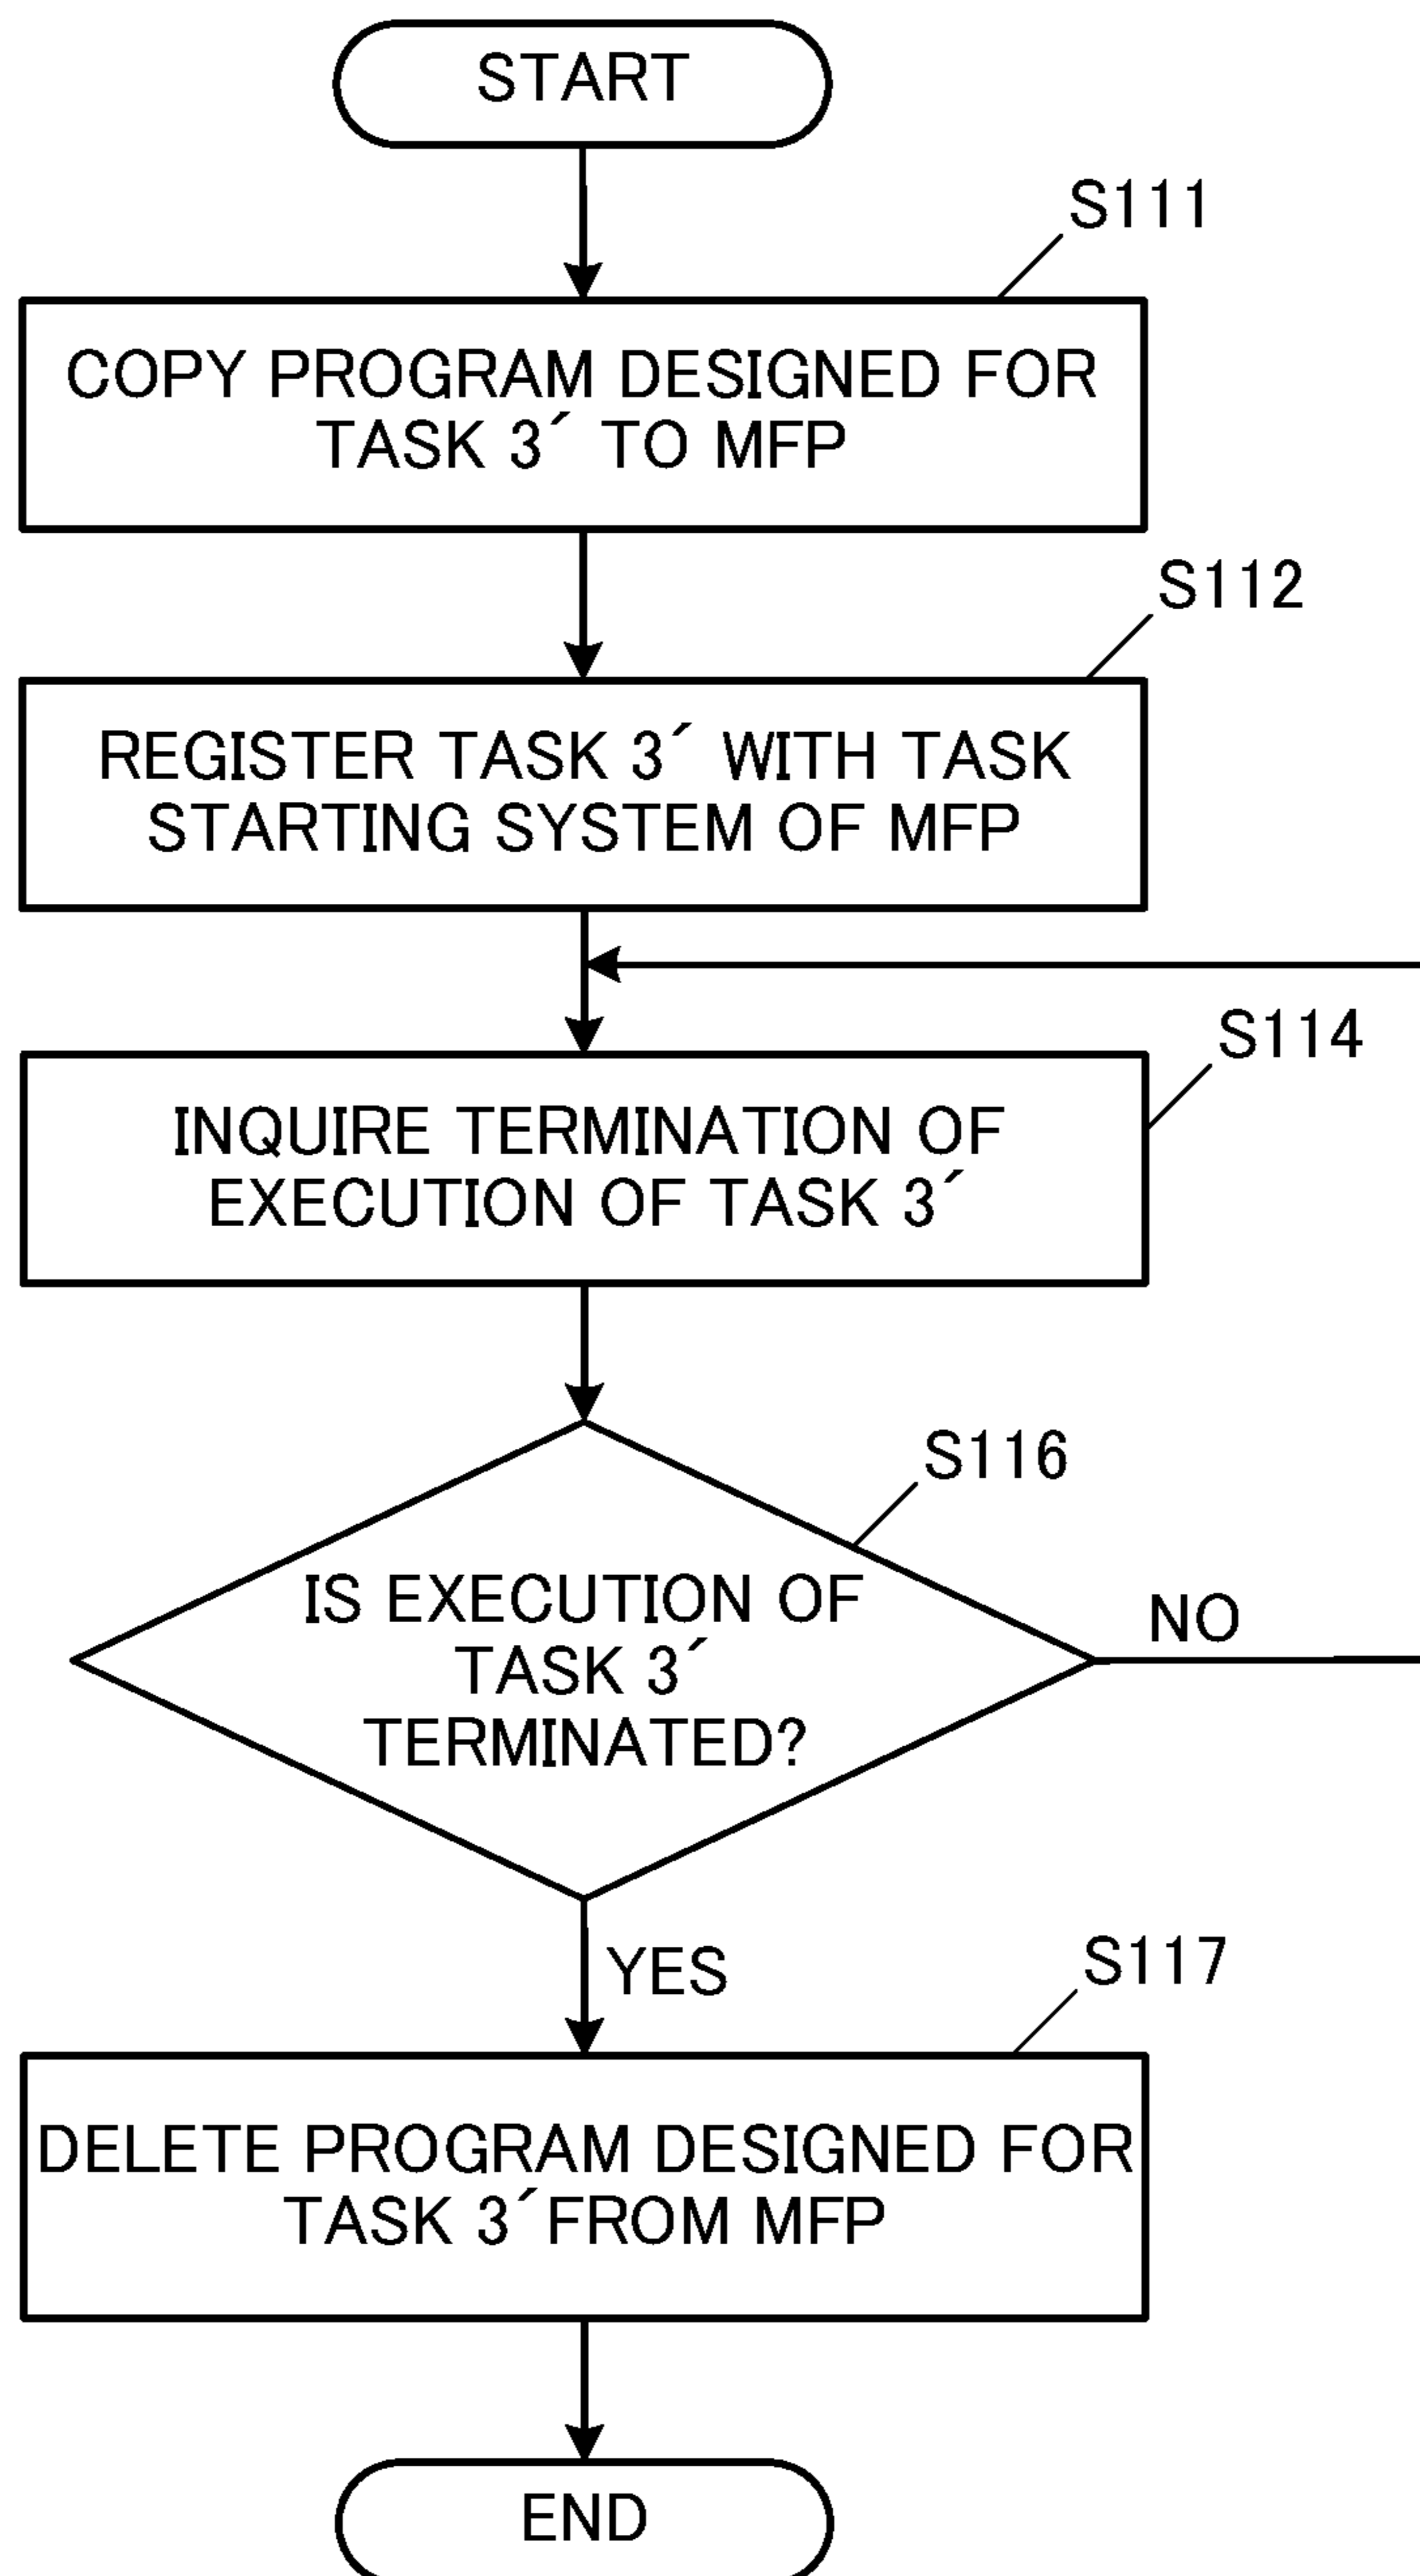 START
S111
COPY PROGRAM DESIGNED FOR
TASK 3´ TO MFP
S112
REGISTER TASK 3´ WITH TASK
STARTING SYSTEM OF MFP
S114
INQUIRE TERMINATION OF
EXECUTION OF TASK 3´
S116
IS EXECUTION OF
TASK 3´
TERMINATED?
NO
YES
S117
DELETE PROGRAM DESIGNED FOR
TASK 3´FROM MFP
END